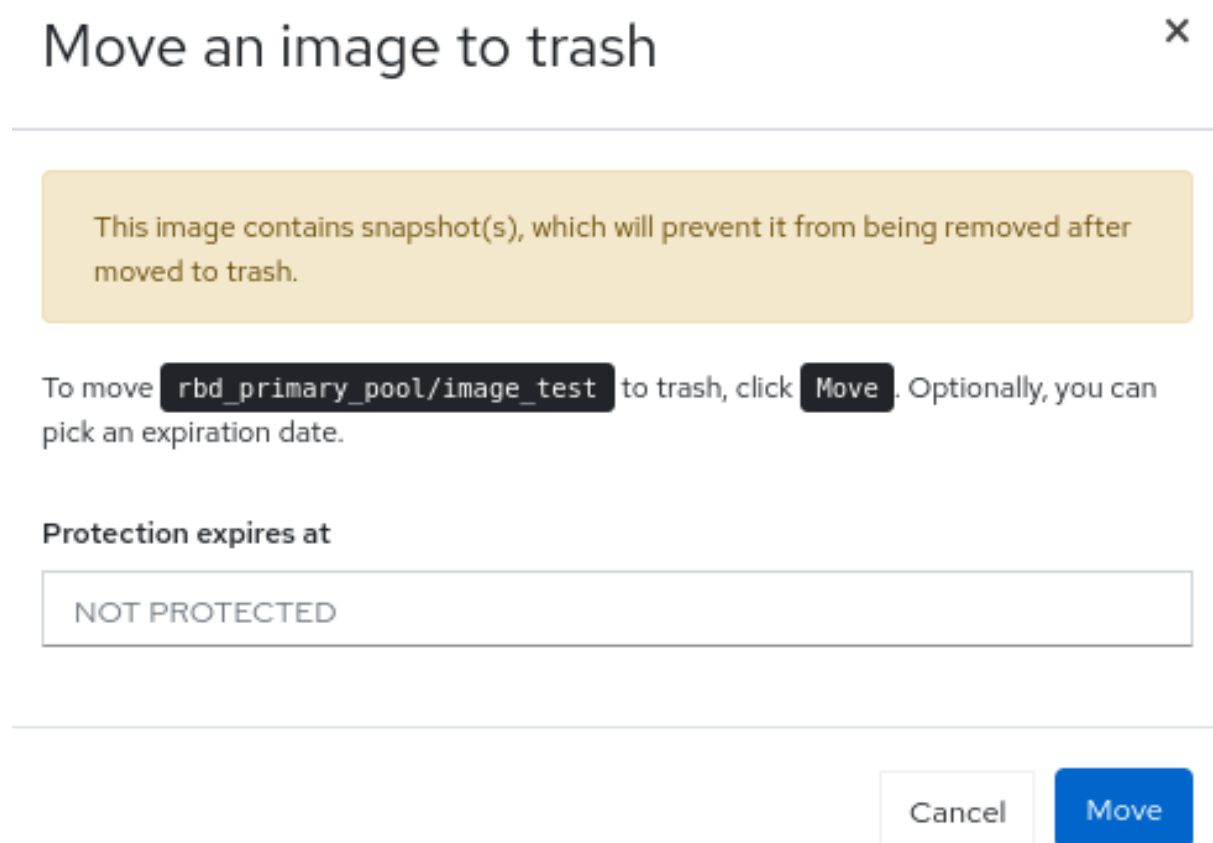 Move an image to trash
×
This image contains snapshot(s), which will prevent it from being removed after
moved to trash.
To move rbd_primary_pool/image_test to trash, click Move. Optionally, you can
pick an expiration date.
Protection expires at
NOT PROTECTED
Cancel Move